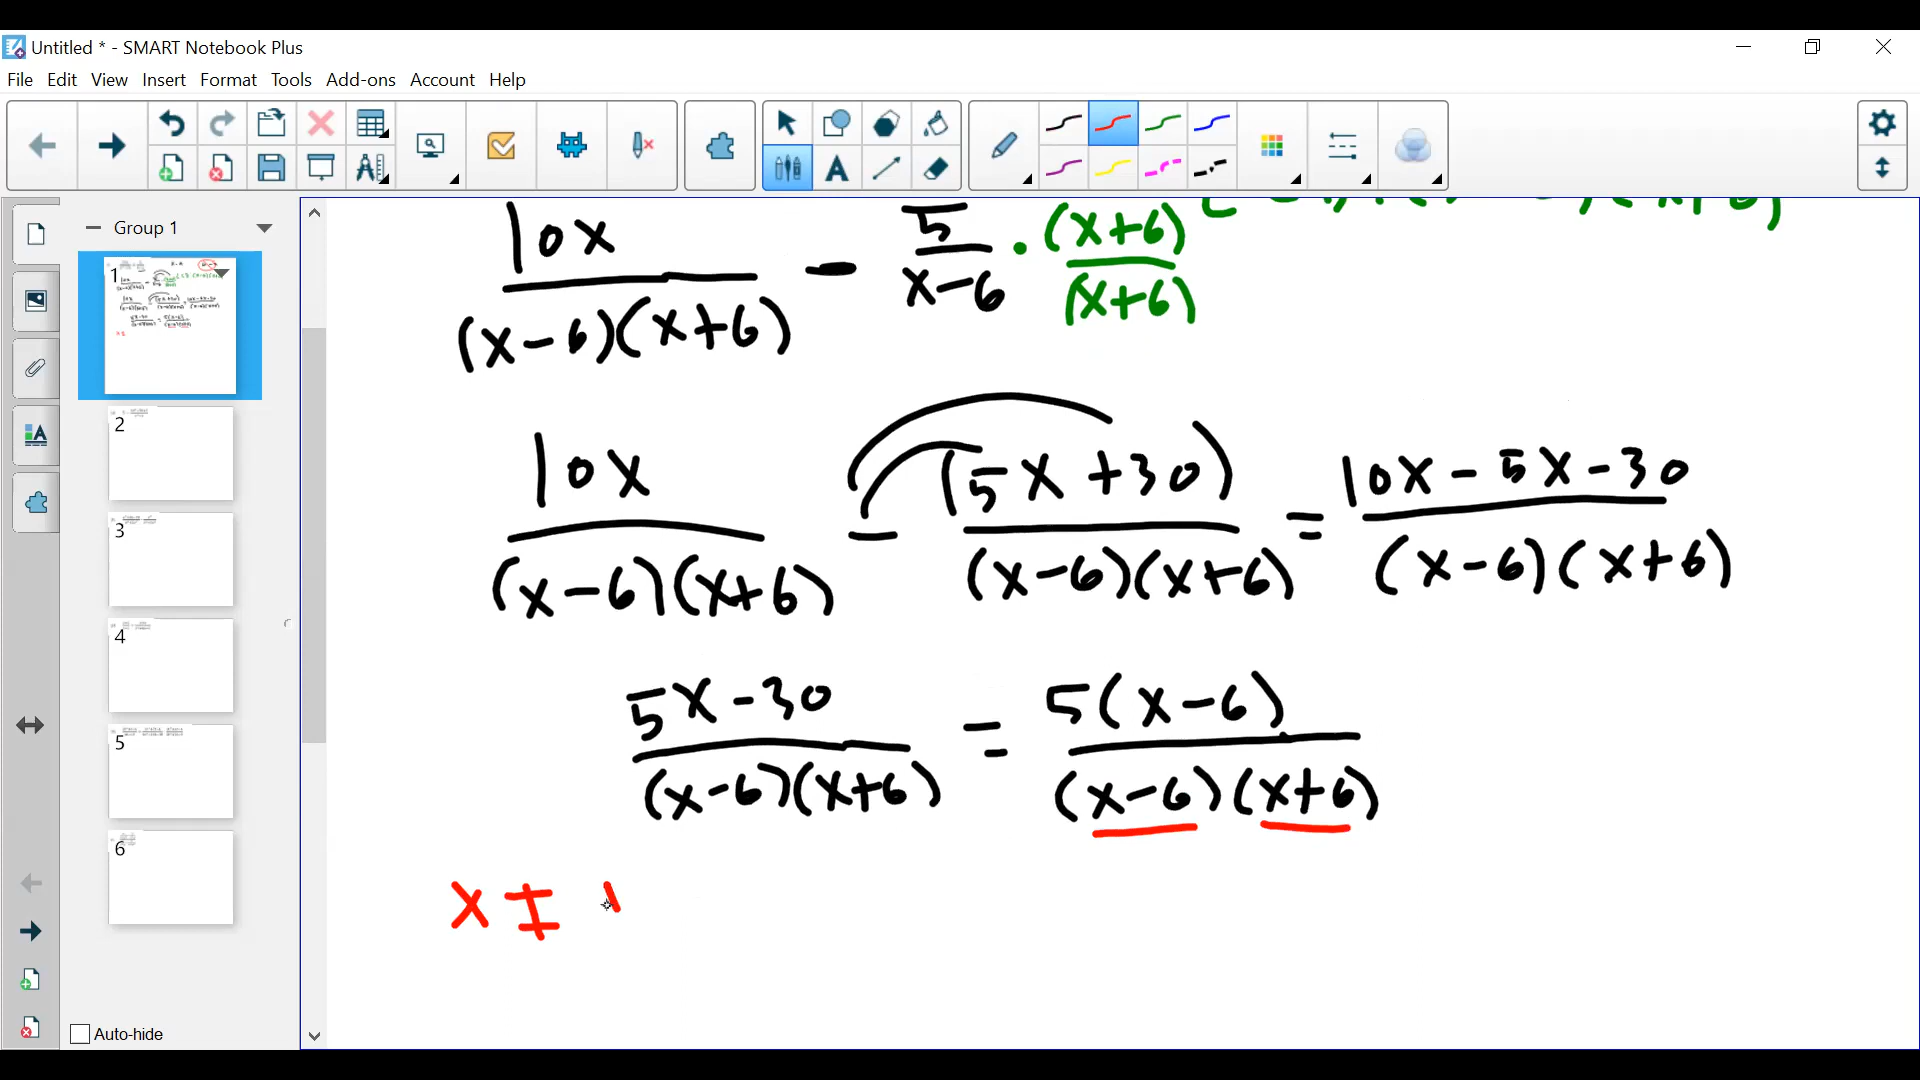 Untitled * - SMART Notebook Plus
File Edit View Insert Format Tools Add-ons Account Help
Group 1
1
2
3
4
5
6
Auto-hide
10x / (x-6)(x+6) - 5 / x-6 · (x+6) / (x+6)
10x / (x-6)(x+6) - (5x+30) / (x-6)(x+6) = 10x-5x-30 / (x-6)(x+6)
5x-30 / (x-6)(x+6) = 5(x-6) / (x-6)(x+6)
x ≠